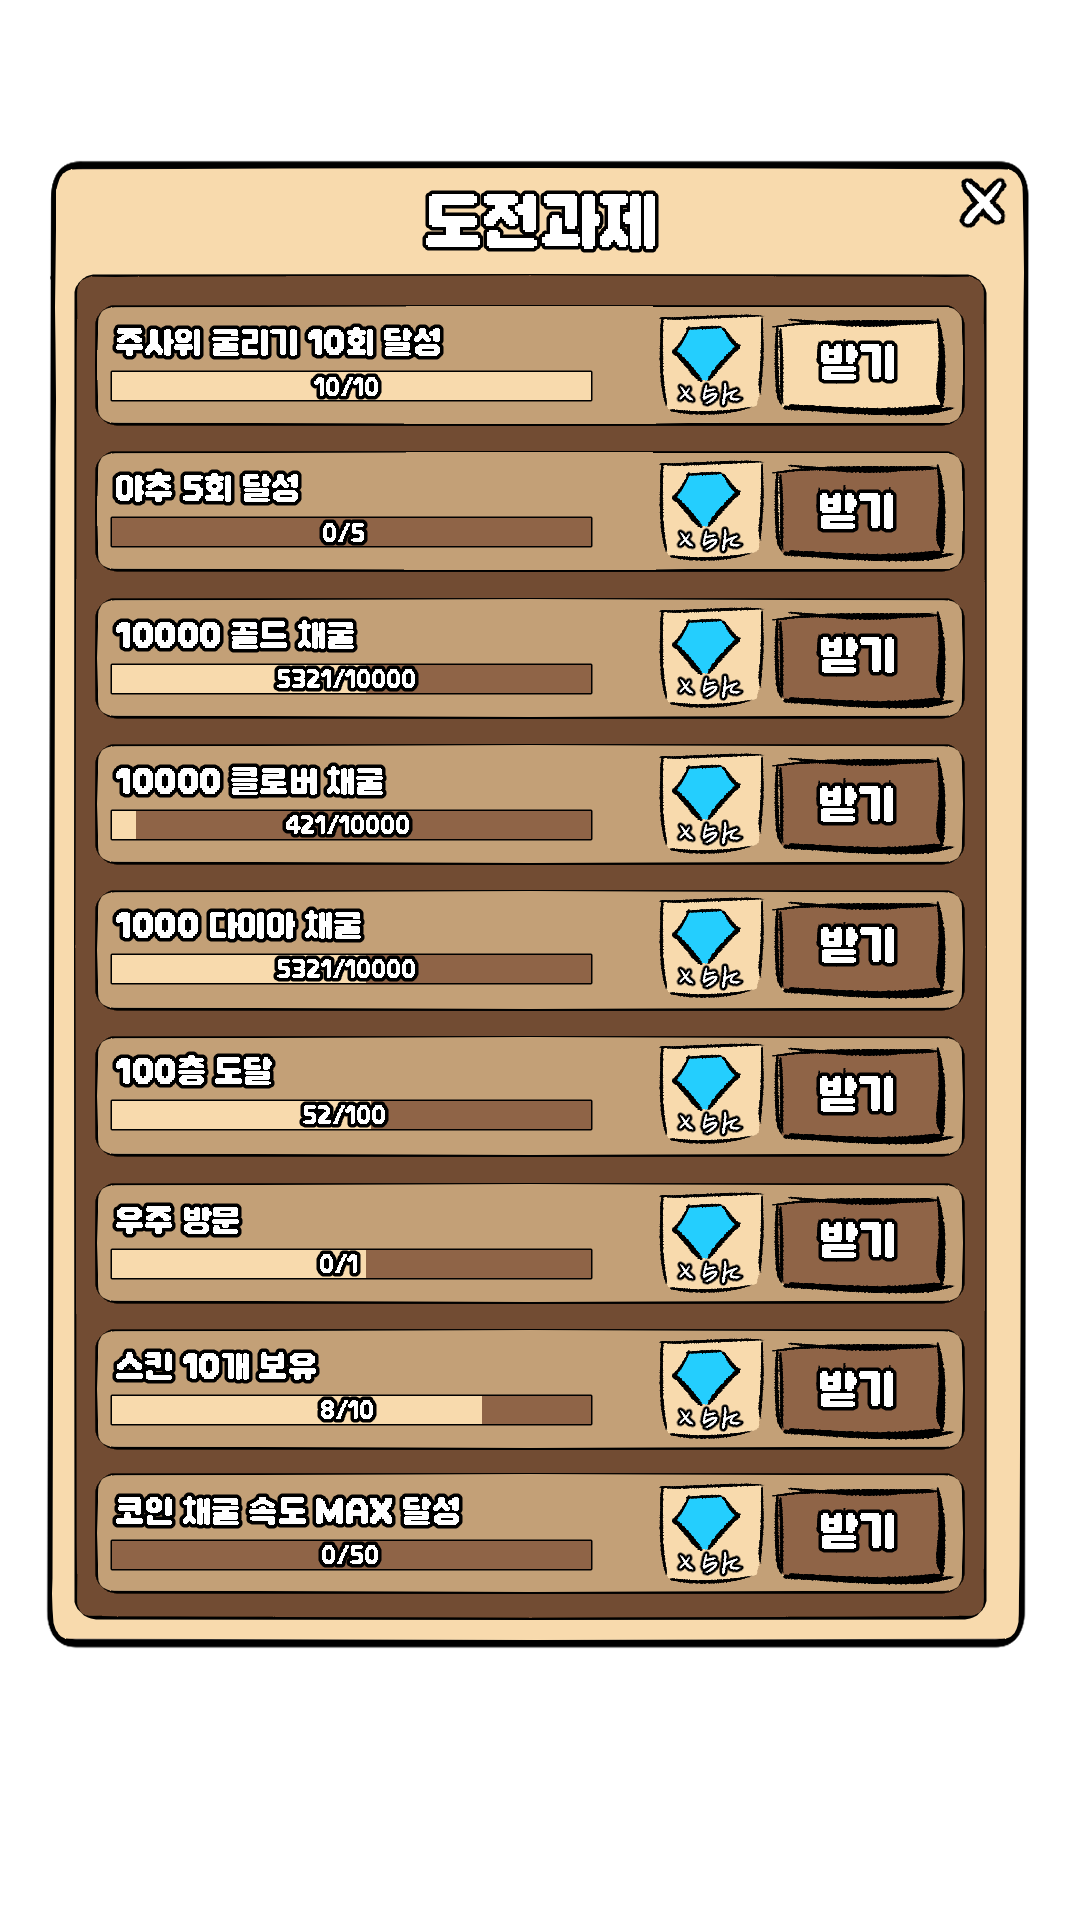 도전과제
주사위 굴리기 10회 달성
10/10
x 5k
받기
야추 5회 달성
0/5
x 5k
받기
10000 골드 채굴
5321/10000
x 5k
받기
10000 클로버 채굴
421/10000
x 5k
받기
1000 다이아 채굴
5321/10000
x 5k
받기
100층 도달
52/100
x 5k
받기
우주 방문
0/1
x 5k
받기
스킨 10개 보유
8/10
x 5k
받기
코인 채굴 속도 MAX 달성
0/50
x 5k
받기